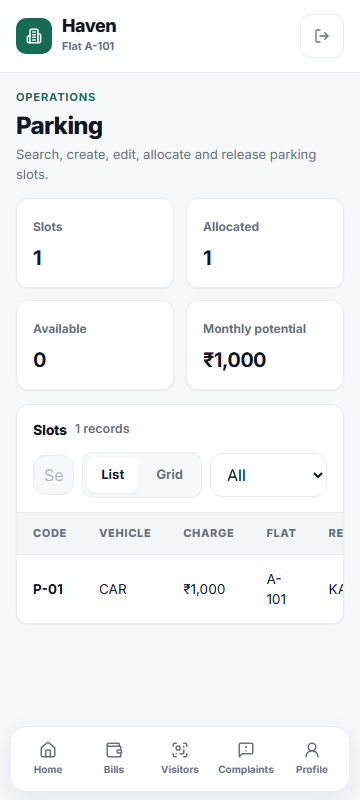 Haven
Flat A-101
OPERATIONS
Parking
Search, create, edit, allocate and release parking
slots.
Slots
1
Allocated
1
Available
0
Monthly potential
₹1,000
Slots 1 records
Se List Grid All
CODE VEHICLE CHARGE FLAT RE
P-01 CAR ₹1,000 A-
101 KA
Home Bills Visitors Complaints Profile